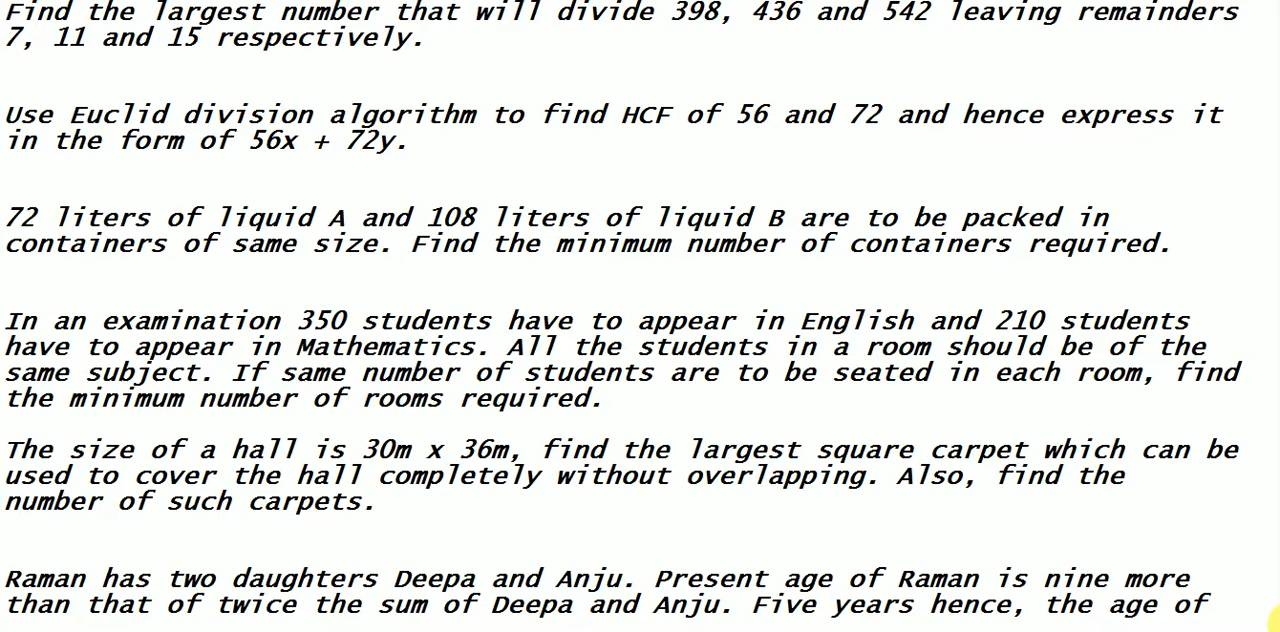 Find the largest number that will divide 398, 436 and 542 leaving remainders
7, 11 and 15 respectively.
Use Euclid division algorithm to find HCF of 56 and 72 and hence express it
in the form of 56x + 72y.
72 liters of liquid A and 108 liters of liquid B are to be packed in
containers of same size. Find the minimum number of containers required.
In an examination 350 students have to appear in English and 210 students
have to appear in Mathematics. All the students in a room should be of the
same subject. If same number of students are to be seated in each room, find
the minimum number of rooms required.
The size of a hall is 30m x 36m, find the largest square carpet which can be
used to cover the hall completely without overlapping. Also, find the
number of such carpets.
Raman has two daughters Deepa and Anju. Present age of Raman is nine more
than that of twice the sum of Deepa and Anju. Five years hence, the age of